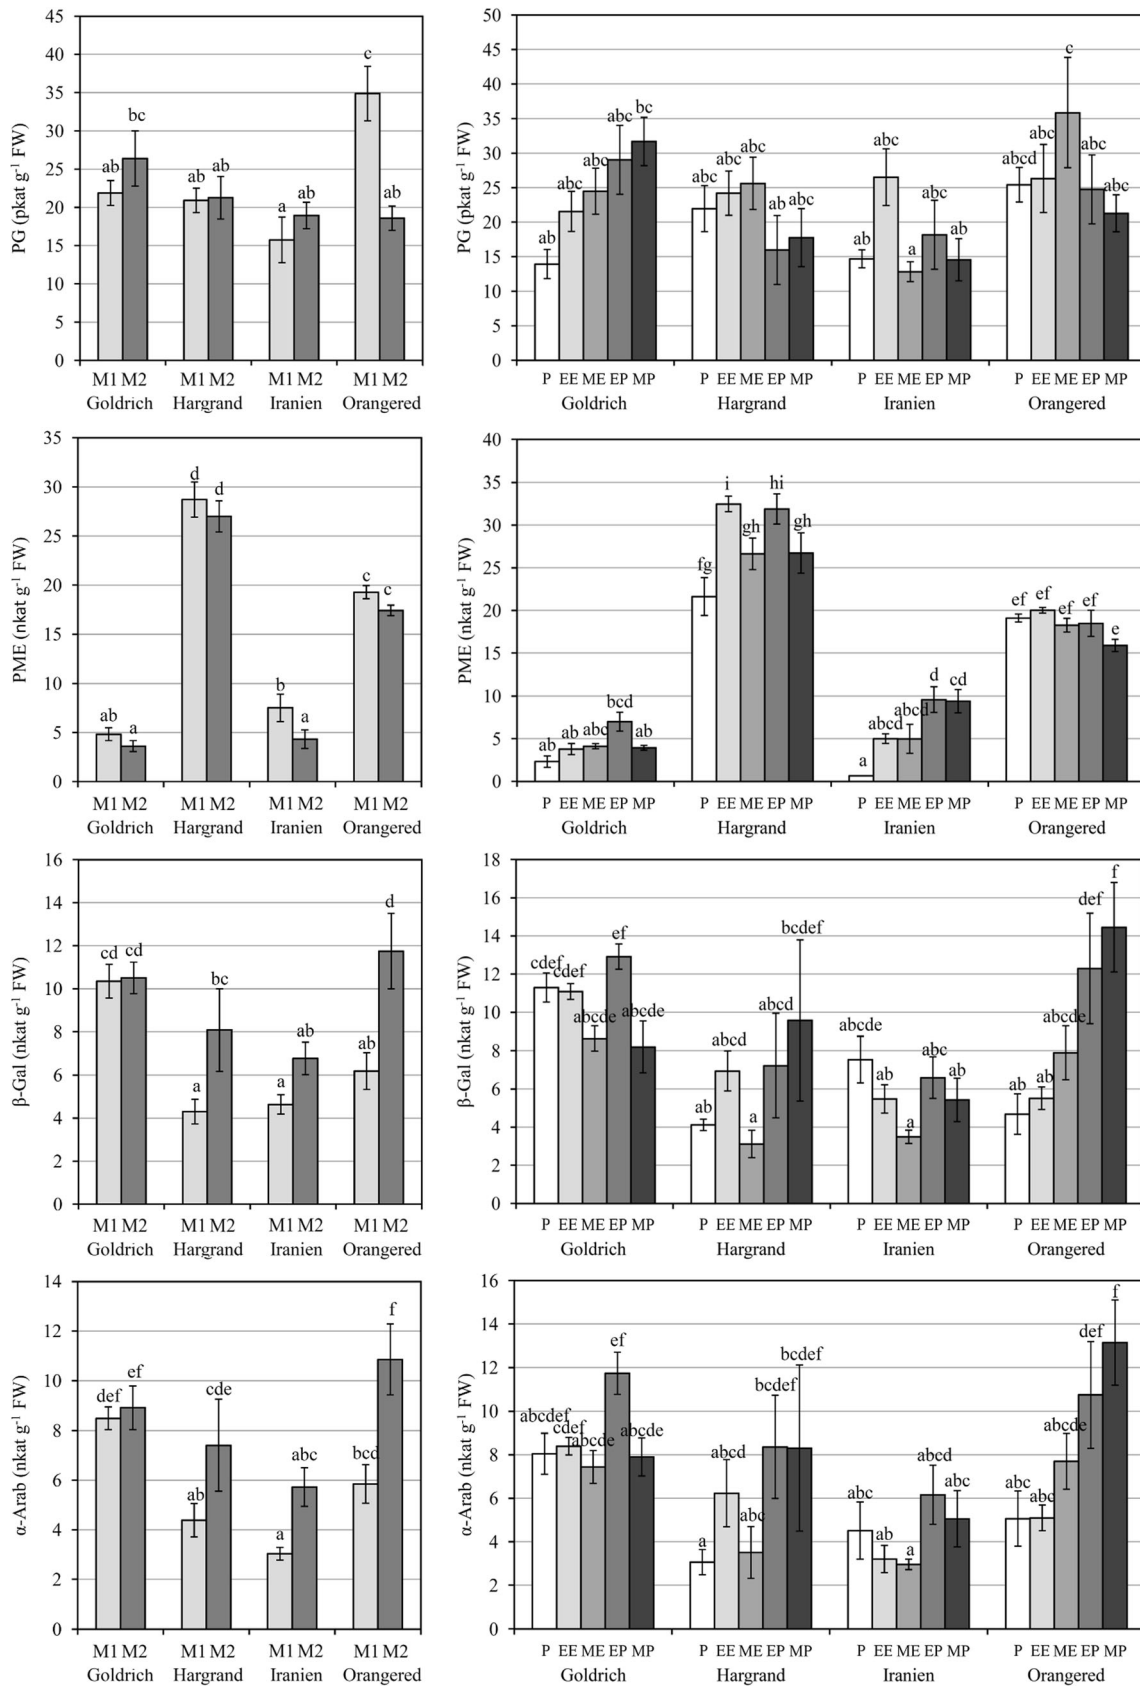 PG (pkat g-1 FW)
40
35
30
25
20
15
10
5
0
ab
bc
ab
ab
a
ab
c
ab
M1 M2 M1 M2 M1 M2 M1 M2
Goldrich Hargrand Iranien Orangered
PG (pkat g-1 FW)
50
45
40
35
30
25
20
15
10
5
0
ab
abc
abc
abc
bc
abc
abc
abc
ab
abc
ab
abc
a
abc
ab
abcd
abc
c
abc
abc
P EE ME EP MP P EE ME EP MP P EE ME EP MP P EE ME EP MP
Goldrich Hargrand Iranien Orangered
PME (nkat g-1 FW)
35
30
25
20
15
10
5
0
ab
a
d
d
b
a
c
c
M1 M2 M1 M2 M1 M2 M1 M2
Goldrich Hargrand Iranien Orangered
PME (nkat g-1 FW)
40
35
30
25
20
15
10
5
0
ab
ab
abc
bcd
ab
fg
i
gh
hi
gh
a
abcd
abcd
d
cd
ef
ef
ef
ef
e
P EE ME EP MP P EE ME EP MP P EE ME EP MP P EE ME EP MP
Goldrich Hargrand Iranien Orangered
β-Gal (nkat g-1 FW)
16
14
12
10
8
6
4
2
0
cd
cd
a
bc
a
ab
ab
d
M1 M2 M1 M2 M1 M2 M1 M2
Goldrich Hargrand Iranien Orangered
β-Gal (nkat g-1 FW)
18
16
14
12
10
8
6
4
2
0
cdef
cdef
abcde
ef
abcde
ab
abcde
a
abcd
bcdef
abcde
ab
a
abc
ab
ab
ab
abcde
def
f
P EE ME EP MP P EE ME EP MP P EE ME EP MP P EE ME EP MP
Goldrich Hargrand Iranien Orangered
α-Arab (nkat g-1 FW)
14
12
10
8
6
4
2
0
def
ef
ab
cde
a
abc
bcd
f
M1 M2 M1 M2 M1 M2 M1 M2
Goldrich Hargrand Iranien Orangered
α-Arab (nkat g-1 FW)
16
14
12
10
8
6
4
2
0
abcdef
cdef
abcde
ef
abcde
a
abcd
abc
bcdef
bcdef
abc
ab
a
abcd
abc
abc
abc
abcde
def
f
P EE ME EP MP P EE ME EP MP P EE ME EP MP P EE ME EP MP
Goldrich Hargrand Iranien Orangered